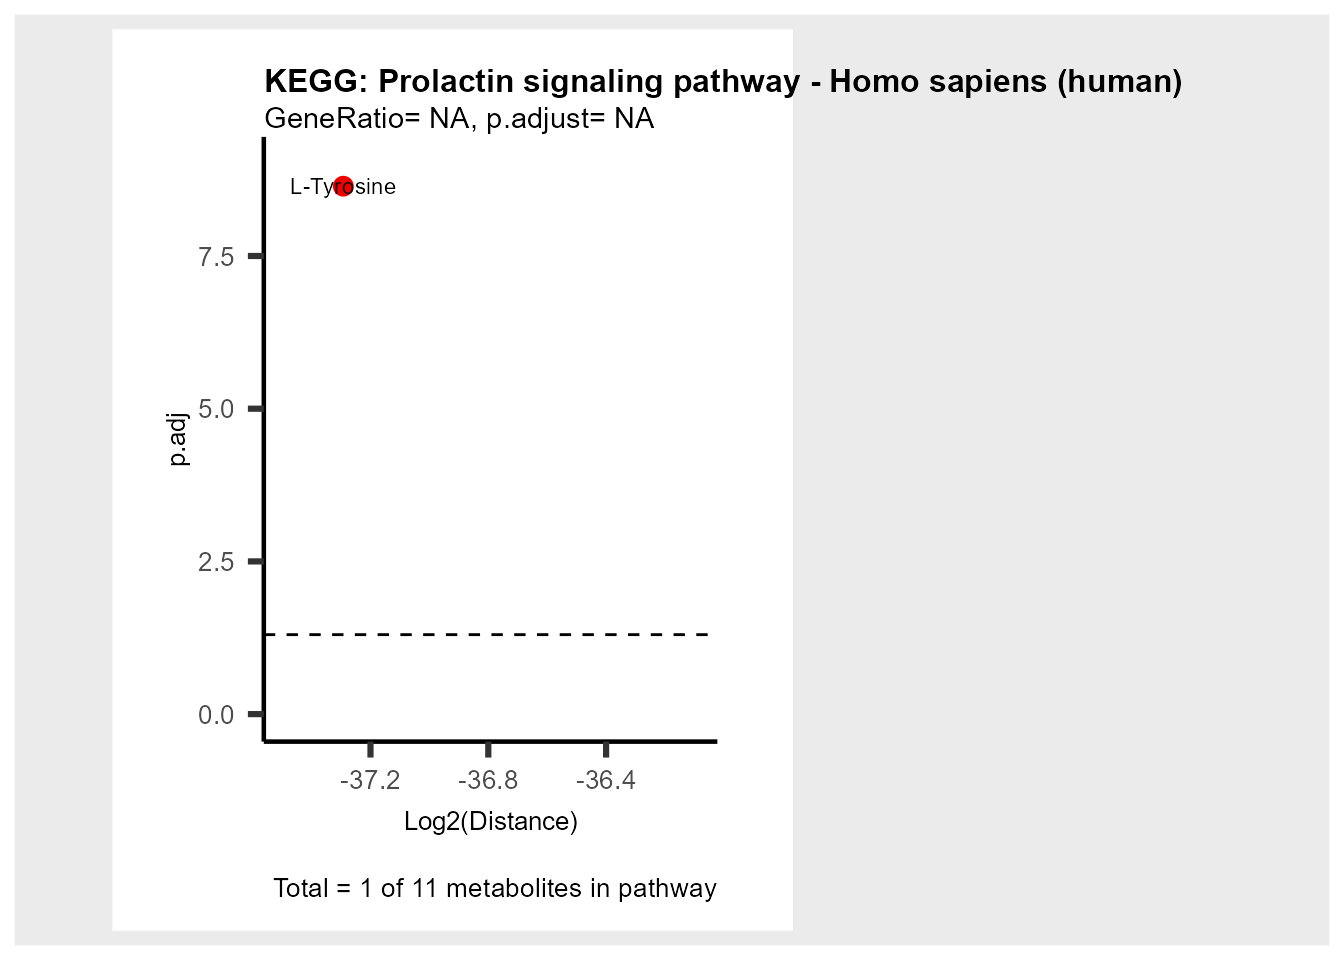 KEGG: Prolactin signaling pathway - Homo sapiens (human)
GeneRatio= NA, p.adjust= NA
L-Tyrosine
7.5
5.0
2.5
0.0
p.adj
-37.2 -36.8 -36.4
Log2(Distance)
Total = 1 of 11 metabolites in pathway